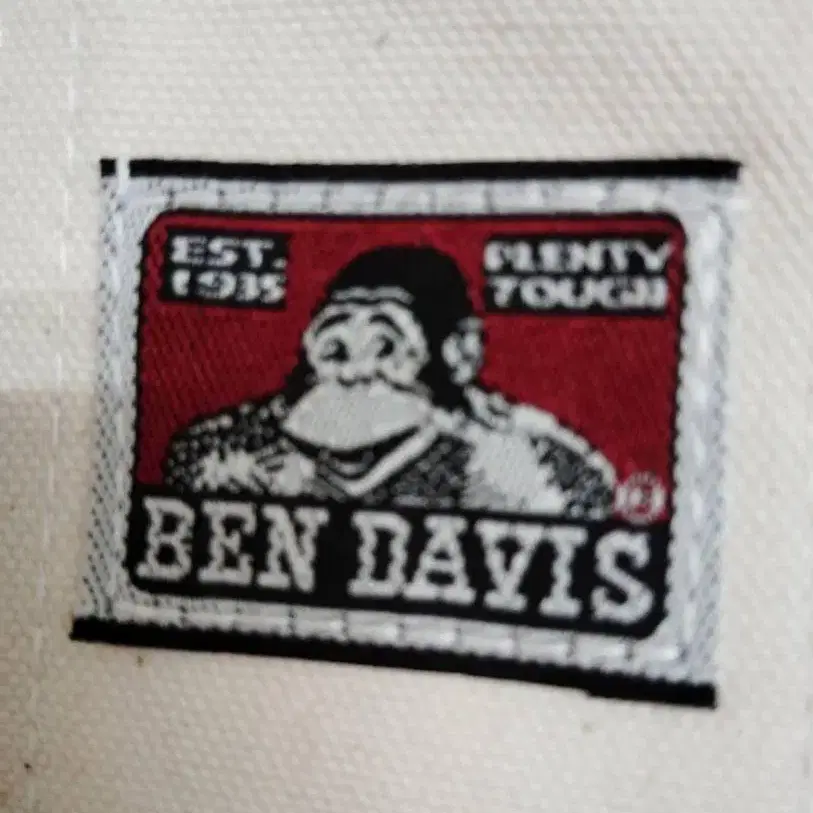 EST.
1935
PLENTY
TOUGH
BEN DAVIS
®